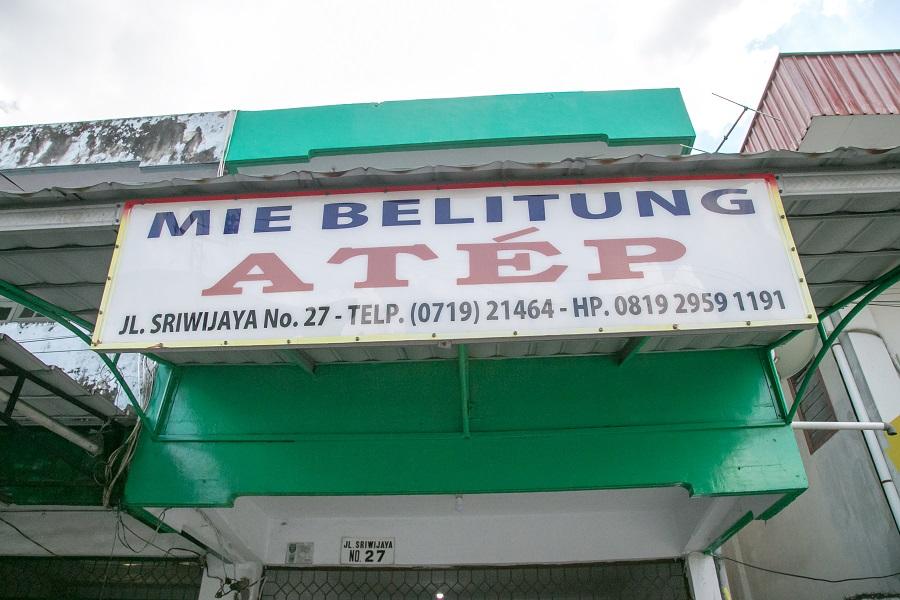 MIE BELITUNG
ATÉP
JL. SRIWIJAYA No. 27 - TELP. (0719) 21464 - HP. 0819 2959 1191
JL. SRIWIJAYA
NO. 27